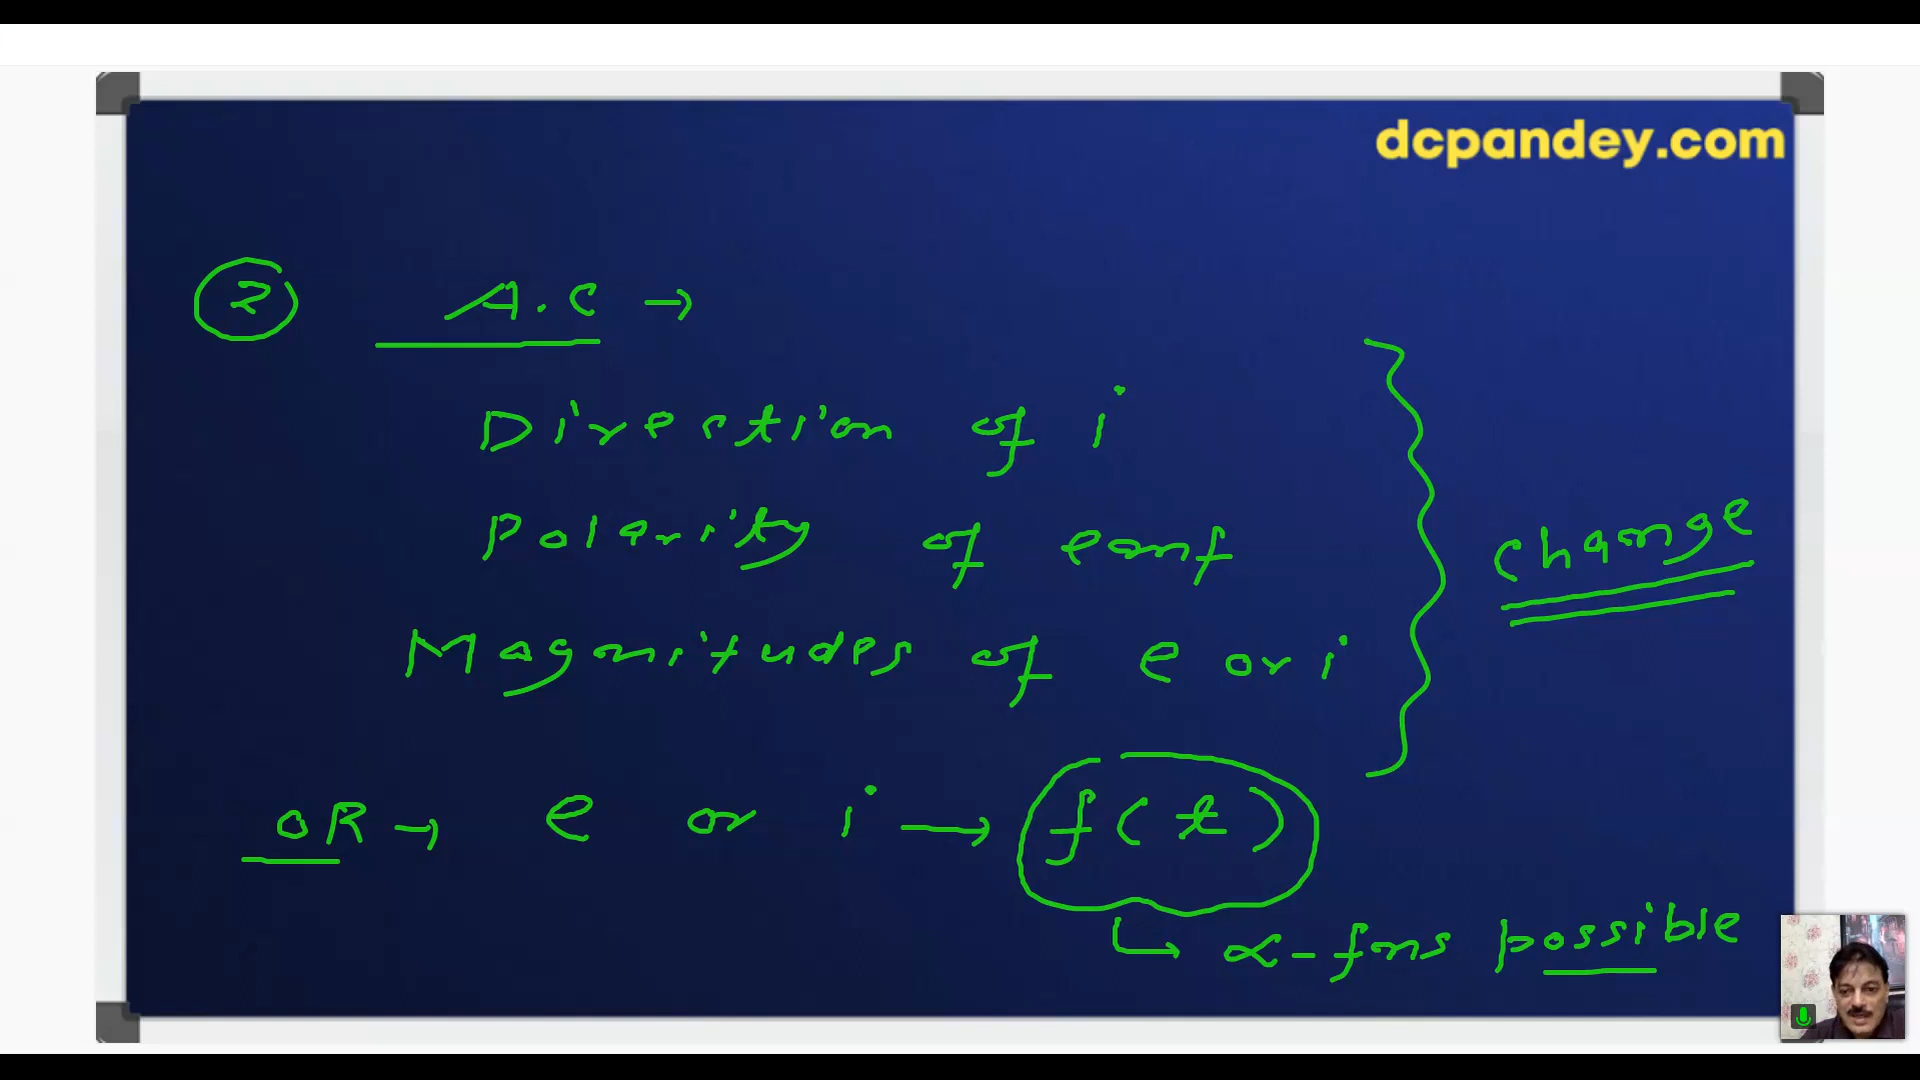 dcpandey.com
② A.C →
Direction of i
Polarity of emf
Magnitudes of e or i
change
OR → e or i → f(t)
↳ ∝-fns possible